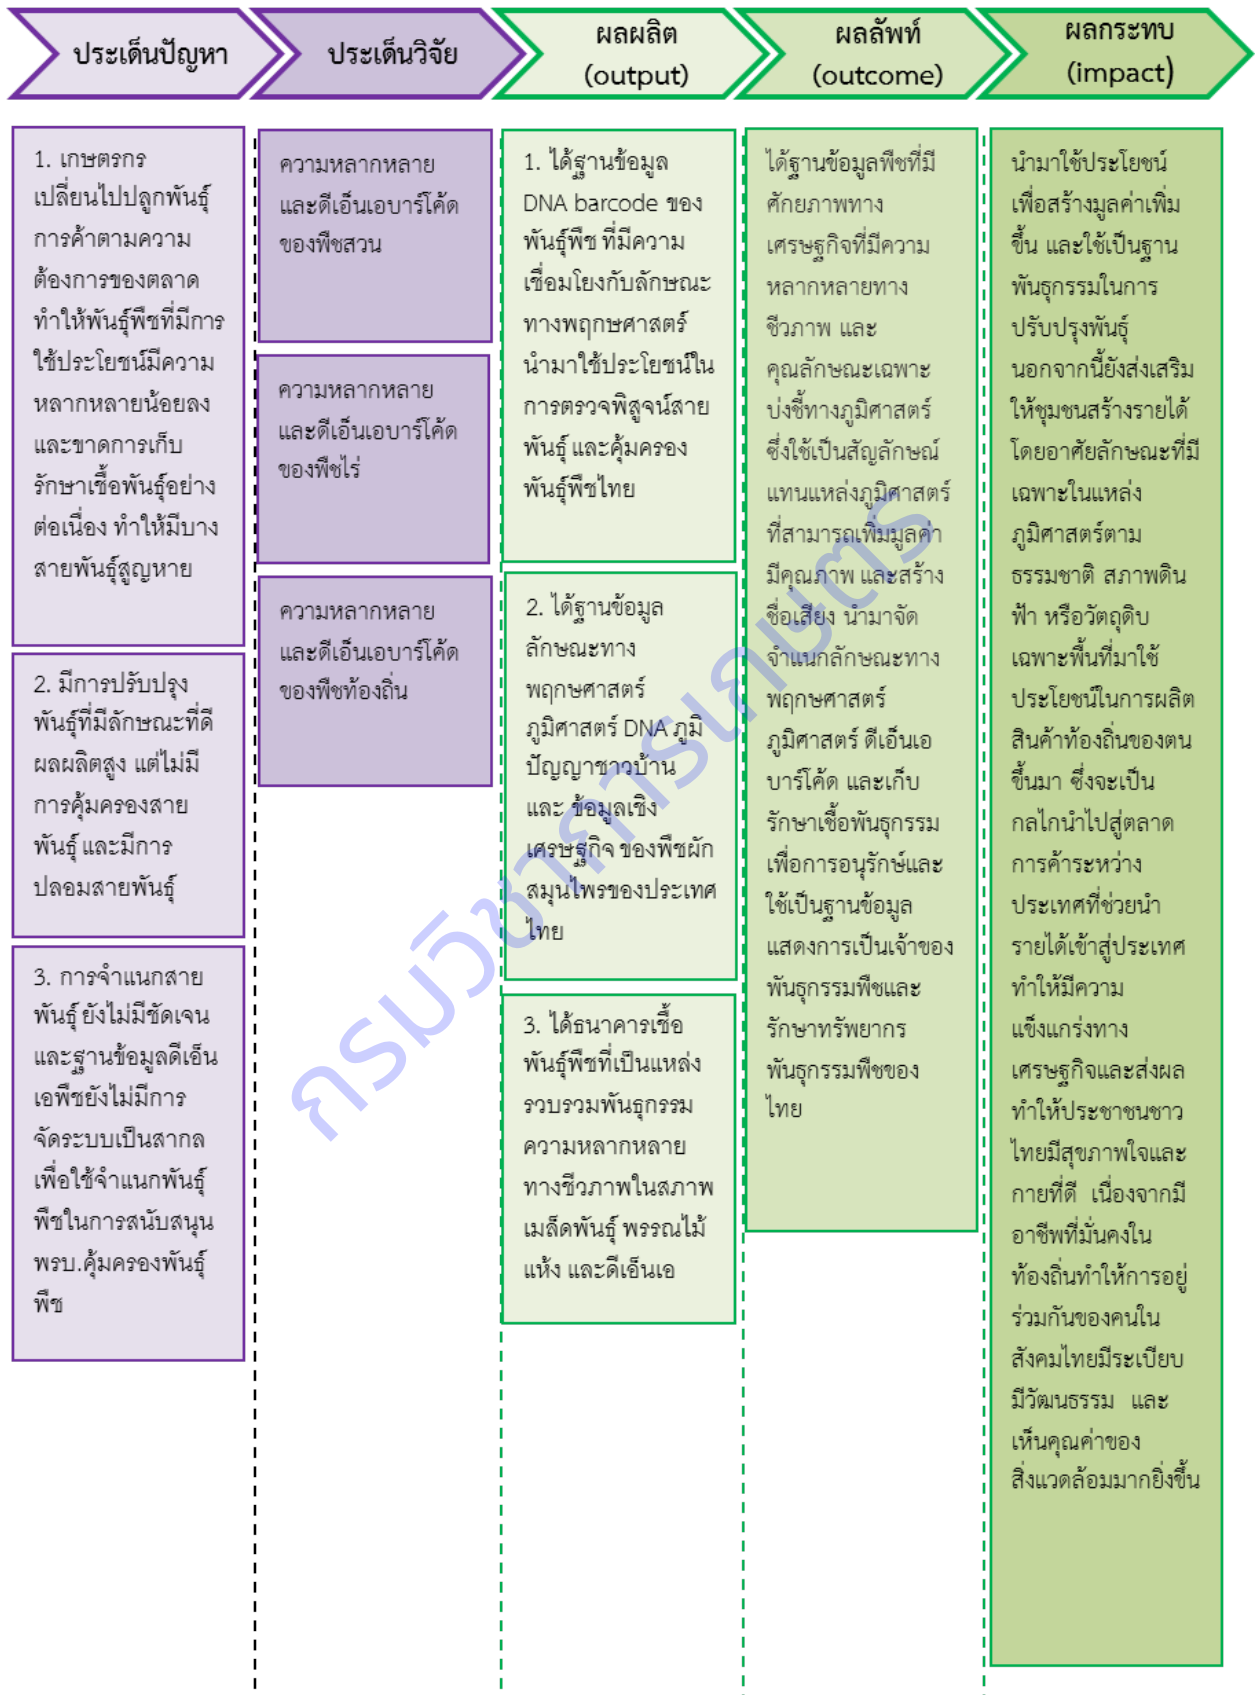 ประเด็นปัญหา
ประเด็นวิจัย
ผลผลิต
(output)
ผลลัพท์
(outcome)
ผลกระทบ
(impact)
1. เกษตรกร
เปลี่ยนไปปลูกพันธุ์
การค้าตามความ
ต้องการของตลาด
ทำให้พันธุ์พืชที่มีการ
ใช้ประโยชน์มีความ
หลากหลายน้อยลง
และขาดการเก็บ
รักษาเชื้อพันธุ์อย่าง
ต่อเนื่อง ทำให้มีบาง
สายพันธุ์สูญหาย
2. มีการปรับปรุง
พันธุ์ที่มีลักษณะที่ดี
ผลผลิตสูง แต่ไม่มี
การคุ้มครองสาย
พันธุ์ และมีการ
ปลอมสายพันธุ์
3. การจำแนกสาย
พันธุ์ ยังไม่มีชัดเจน
และฐานข้อมูลดีเอ็น
เอพืชยังไม่มีการ
จัดระบบเป็นสากล
เพื่อใช้จำแนกพันธุ์
พืชในการสนับสนุน
พรบ.คุ้มครองพันธุ์
พืช
ความหลากหลาย
และดีเอ็นเอบาร์โค้ด
ของพืชสวน
ความหลากหลาย
และดีเอ็นเอบาร์โค้ด
ของพืชไร่
ความหลากหลาย
และดีเอ็นเอบาร์โค้ด
ของพืชท้องถิ่น
1. ได้ฐานข้อมูล
DNA barcode ของ
พันธุ์พืช ที่มีความ
เชื่อมโยงกับลักษณะ
ทางพฤกษศาสตร์
นำมาใช้ประโยชน์ใน
การตรวจพิสูจน์สาย
พันธุ์ และคุ้มครอง
พันธุ์พืชไทย
2. ได้ฐานข้อมูล
ลักษณะทาง
พฤกษศาสตร์
ภูมิศาสตร์ DNA ภูมิ
ปัญญาชาวบ้าน
และ ข้อมูลเชิง
เศรษฐกิจ ของพืชผัก
สมุนไพรของประเทศ
ไทย
3. ได้ธนาคารเชื้อ
พันธุ์พืชที่เป็นแหล่ง
รวบรวมพันธุกรรม
ความหลากหลาย
ทางชีวภาพในสภาพ
เมล็ดพันธุ์ พรรณไม้
แห้ง และดีเอ็นเอ
ได้ฐานข้อมูลพืชที่มี
ศักยภาพทาง
เศรษฐกิจที่มีความ
หลากหลายทาง
ชีวภาพ และ
คุณลักษณะเฉพาะ
บ่งชี้ทางภูมิศาสตร์
ซึ่งใช้เป็นสัญลักษณ์
แทนแหล่งภูมิศาสตร์
ที่สามารถเพิ่มมูลค่า
มีคุณภาพ และสร้าง
ชื่อเสียง นำมาจัด
จำแนกลักษณะทาง
พฤกษศาสตร์
ภูมิศาสตร์ ดีเอ็นเอ
บาร์โค้ด และเก็บ
รักษาเชื้อพันธุกรรม
เพื่อการอนุรักษ์และ
ใช้เป็นฐานข้อมูล
แสดงการเป็นเจ้าของ
พันธุกรรมพืชและ
รักษาทรัพยากร
พันธุกรรมพืชของ
ไทย
นำมาใช้ประโยชน์
เพื่อสร้างมูลค่าเพิ่ม
ขึ้น และใช้เป็นฐาน
พันธุกรรมในการ
ปรับปรุงพันธุ์
นอกจากนี้ยังส่งเสริม
ให้ชุมชนสร้างรายได้
โดยอาศัยลักษณะที่มี
เฉพาะในแหล่ง
ภูมิศาสตร์ตาม
ธรรมชาติ สภาพดิน
ฟ้า หรือวัตถุดิบ
เฉพาะพื้นที่มาใช้
ประโยชน์ในการผลิต
สินค้าท้องถิ่นของตน
ขึ้นมา ซึ่งจะเป็น
กลไกนำไปสู่ตลาด
การค้าระหว่าง
ประเทศที่ช่วยนำ
รายได้เข้าสู่ประเทศ
ทำให้มีความ
แข็งแกร่งทาง
เศรษฐกิจและส่งผล
ทำให้ประชาชนชาว
ไทยมีสุขภาพใจและ
กายที่ดี เนื่องจากมี
อาชีพที่มั่นคงใน
ท้องถิ่นทำให้การอยู่
ร่วมกันของคนใน
สังคมไทยมีระเบียบ
มีวัฒนธรรม และ
เห็นคุณค่าของ
สิ่งแวดล้อมมากยิ่งขึ้น
กรมวิชาการเกษตร